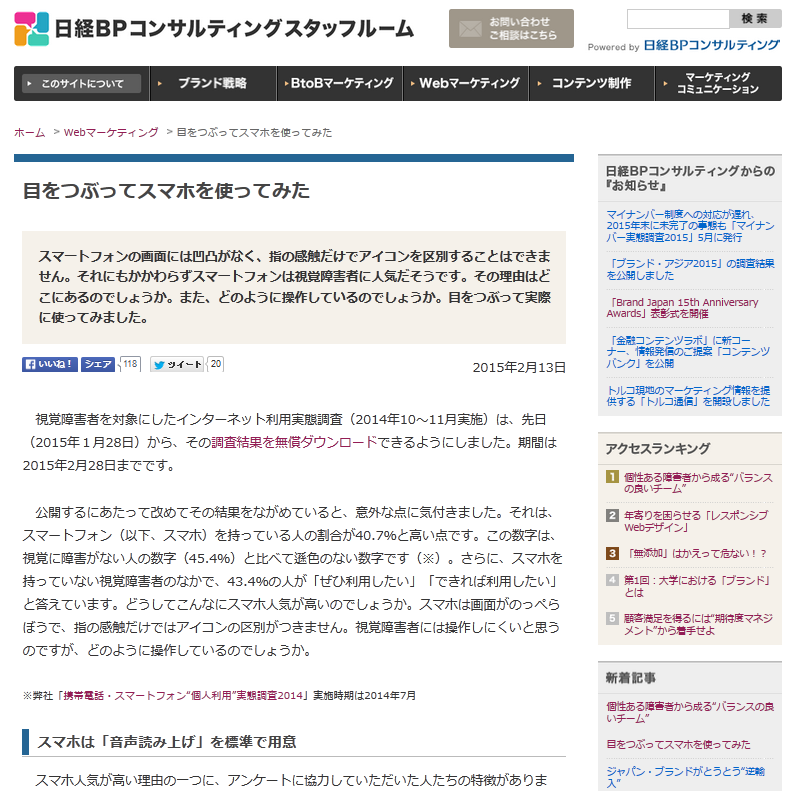 日経BPコンサルティングスタッフルーム
お問い合わせ
ご相談はこちら
検索
Powered by 日経BPコンサルティング
このサイトについて
ブランド戦略
BtoBマーケティング
Webマーケティング
コンテンツ制作
マーケティング
コミュニケーション
ホーム > Webマーケティング > 目をつぶってスマホを使ってみた
目をつぶってスマホを使ってみた
スマートフォンの画面には凹凸がなく、指の感触だけでアイコンを区別することはできま
せん。それにもかかわらずスマートフォンは視覚障害者に人気だそうです。その理由はど
こにあるのでしょうか。また、どのように操作しているのでしょうか。目をつぶって実際
に使ってみました。
いいね！ シェア 118 ツイート 20
2015年2月13日
視覚障害者を対象にしたインターネット利用実態調査（2014年10～11月実施）は、先日
（2015年１月28日）から、その調査結果を無償ダウンロードできるようにしました。期間は
2015年2月28日までです。
公開するにあたって改めてその結果をながめていると、意外な点に気付きました。それは、
スマートフォン（以下、スマホ）を持っている人の割合が40.7%と高い点です。この数字は、
視覚に障害がない人の数字（45.4%）と比べて遜色のない数字です（※）。さらに、スマホを
持っていない視覚障害者のなかで、43.4%の人が「ぜひ利用したい」「できれば利用したい」
と答えています。どうしてこんなにスマホ人気が高いのでしょうか。スマホは画面がのっぺら
ぼうで、指の感触だけではアイコンの区別がつきません。視覚障害者には操作しにくいと思う
のですが、どのように操作しているのでしょうか。
※弊社「携帯電話・スマートフォン“個人利用”実態調査2014」実施時期は2014年7月
スマホは「音声読み上げ」を標準で用意
スマホ人気が高い理由の一つに、アンケートに協力していただいた人たちの特徴がありま
日経BPコンサルティングからの
『お知らせ』
マイナンバー制度への対応が遅れ、
2015年末に未完了の事態も「マイナン
バー実態調査2015」5月に発行
「ブランド・アジア2015」の調査結果
を公開しました
「Brand Japan 15th Anniversary
Awards」表彰式を開催
「金融コンテンツラボ」に新コー
ナー、情報発信のご提案「コンテンツ
バンク」を公開
トルコ現地のマーケティング情報を提
供する「トルコ通信」を開設しました
アクセスランキング
1 個性ある障害者から成る“バランス
の良いチーム”
2 年寄りを困らせる「レスポンシブ
Webデザイン」
3 「無添加」はかえって危ない！？
4 第1回：大学における「ブランド」
とは
5 顧客満足を得るには“期待度マネジ
メント”から着手せよ
新着記事
個性ある障害者から成る“バランスの良
いチーム”
目をつぶってスマホを使ってみた
ジャパン・ブランドがとうとう“逆輸
入”